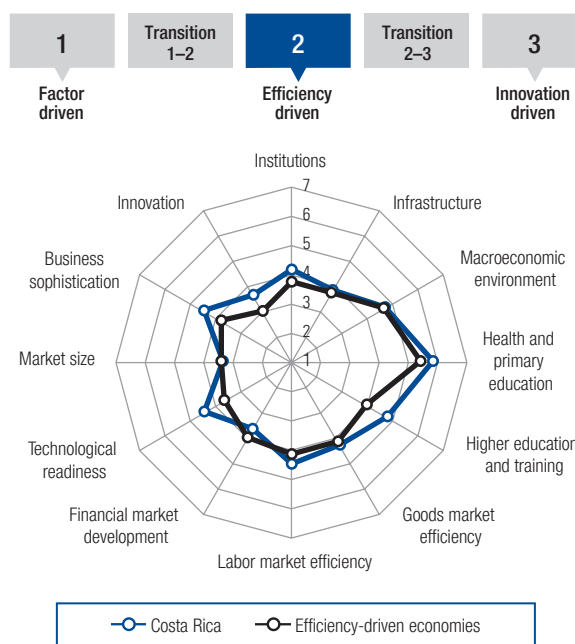 1
Transition
1–2
2
Transition
2–3
3
Factor
driven
Efficiency
driven
Innovation
driven
Institutions
Infrastructure
Macroeconomic
environment
Health and
primary
education
Higher education
and training
Goods market
efficiency
Labor market efficiency
Financial market
development
Technological
readiness
Market size
Business
sophistication
Innovation
7
6
5
4
3
2
1
Costa Rica
Efficiency-driven economies